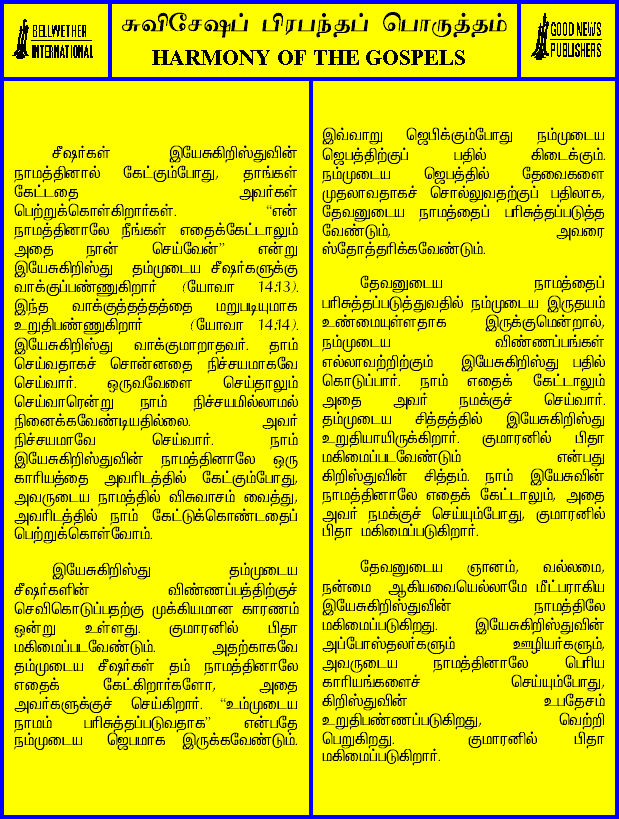 BELLWETHER
INTERNATIONAL
சுவிசேஷப் பிரபந்தப் பொருத்தம்
HARMONY OF THE GOSPELS
GOOD NEWS
PUBLISHERS
சீஷர்கள் இயேசுகிறிஸ்துவின்
நாமத்தினால் கேட்கும்போது, தாங்கள்
கேட்டதை அவர்கள்
பெற்றுக்கொள்கிறார்கள். “என்
நாமத்தினாலே நீங்கள் எதைக்கேட்டாலும்
அதை நான் செய்வேன்” என்று
இயேசுகிறிஸ்து தம்முடைய சீஷர்களுக்கு
வாக்குப்பண்ணுகிறார் (யோவா 14:13).
இந்த வாக்குத்தத்தத்தை மறுபடியுமாக
உறுதிபண்ணுகிறார் (யோவா 14:14).
இயேசுகிறிஸ்து வாக்குமாறாதவர். தாம்
செய்வதாகச் சொன்னதை நிச்சயமாகவே
செய்வார். ஒருவவேளை செய்தாலும்
செய்வாரென்று நாம் நிச்சயமில்லாமல்
நினைக்கவேண்டியதில்லை. அவர்
நிச்சயமாவே செய்வார். நாம்
இயேசுகிறிஸ்துவின் நாமத்தினாலே ஒரு
காரியத்தை அவரிடத்தில் கேட்கும்போது,
அவருடைய நாமத்தில் விசுவாசம் வைத்து,
அவரிடத்தில் நாம் கேட்டுக்கொண்டதைப்
பெற்றுக்கொள்வோம்.
இயேசுகிறிஸ்து தம்முடைய
சீஷர்களின் விண்ணப்பத்திற்குச்
செவிகொடுப்பதற்கு முக்கியமான காரணம்
ஒன்று உள்ளது. குமாரனில் பிதா
மகிமைப்படவேண்டும். அதற்காகவே
தம்முடைய சீஷர்கள் தம் நாமத்தினாலே
எதைக் கேட்கிறார்களோ, அதை
அவர்களுக்குச் செய்கிறார். “உம்முடைய
நாமம் பரிசுத்தப்படுவதாக” என்பதே
நம்முடைய ஜெபமாக இருக்கவேண்டும்.
இவ்வாறு ஜெபிக்கும்போது நம்முடைய
ஜெபத்திற்குப் பதில் கிடைக்கும்.
நம்முடைய ஜெபத்தில் தேவைகளை
முதலாவதாகச் சொல்லுவதற்குப் பதிலாக,
தேவனுடைய நாமத்தைப் பரிசுத்தப்படுத்த
வேண்டும், அவரை
ஸ்தோத்தரிக்கவேண்டும்.
தேவனுடைய நாமத்தைப்
பரிசுத்தப்படுத்துவதில் நம்முடைய இருதயம்
உண்மையுள்ளதாக இருக்குமென்றால்,
நம்முடைய விண்ணப்பங்கள்
எல்லாவற்றிற்கும் இயேசுகிறிஸ்து பதில்
கொடுப்பார். நாம் எதைக் கேட்டாலும்
அதை அவர் நமக்குச் செய்வார்.
தம்முடைய சித்தத்தில் இயேசுகிறிஸ்து
உறுதியாயிருக்கிறார். குமாரனில் பிதா
மகிமைப்படவேண்டும் என்பது
கிறிஸ்துவின் சித்தம். நாம் இயேசுவின்
நாமத்தினாலே எதைக் கேட்டாலும், அதை
அவர் நமக்குச் செய்யும்போது, குமாரனில்
பிதா மகிமைப்படுகிறார்.
தேவனுடைய ஞானம், வல்லமை,
நன்மை ஆகியவையெல்லாமே மீட்பராகிய
இயேசுகிறிஸ்துவின் நாமத்திலே
மகிமைப்படுகிறது. இயேசுகிறிஸ்துவின்
அப்போஸ்தலர்களும் ஊழியர்களும்,
அவருடைய நாமத்தினாலே பெரிய
காரியங்களைச் செய்யும்போது,
கிறிஸ்துவின் உபதேசம்
உறுதிபண்ணப்படுகிறது, வெற்றி
பெறுகிறது. குமாரனில் பிதா
மகிமைப்படுகிறார்.